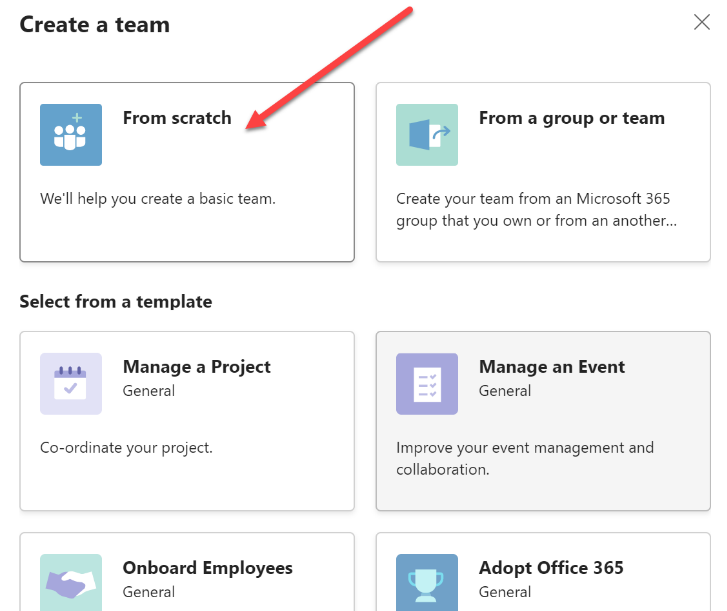 Create a team
From scratch
We'll help you create a basic team.
From a group or team
Create your team from an Microsoft 365
group that you own or from an another...
Select from a template
Manage a Project
General
Co-ordinate your project.
Manage an Event
General
Improve your event management and
collaboration.
Onboard Employees
General
Adopt Office 365
General